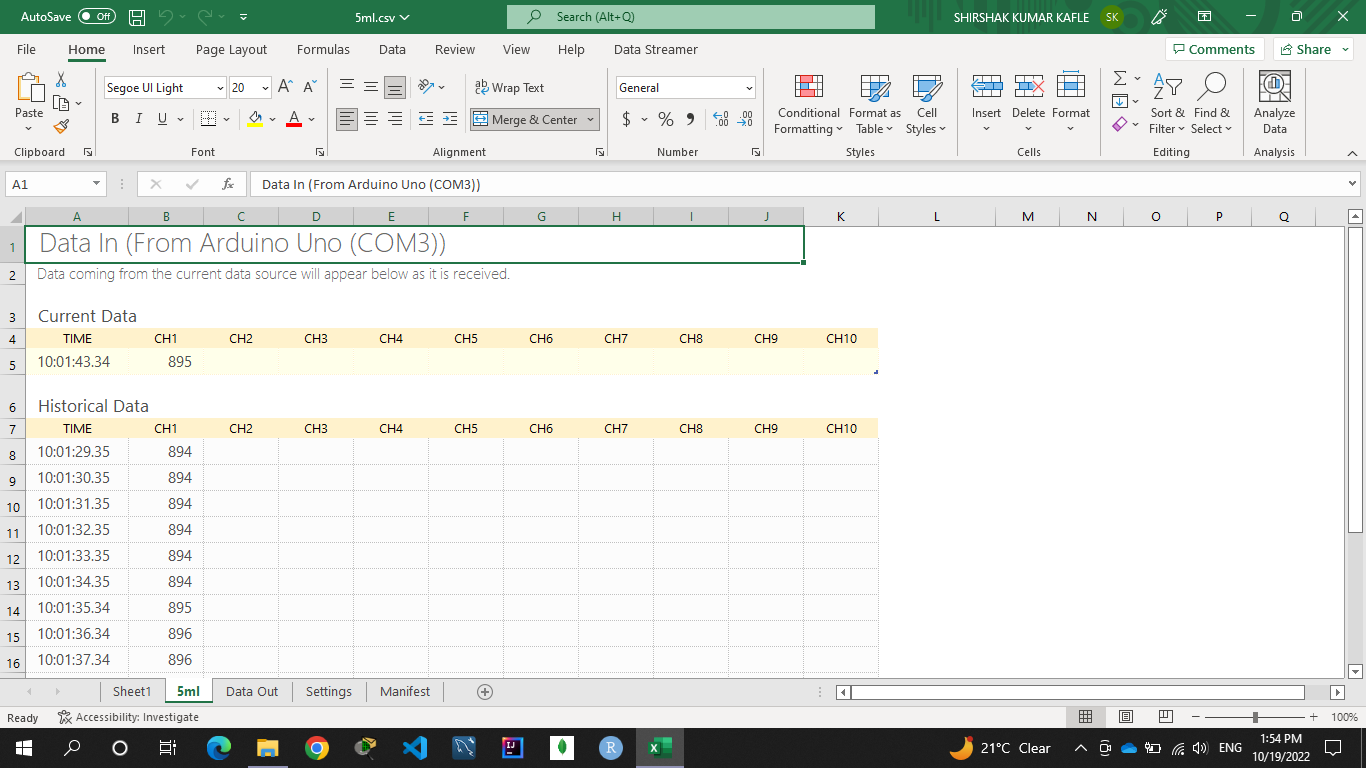 AutoSave Off 5ml.csv Search (Alt+Q) SHIRSHAK KUMAR KAFLE SK
File Home Insert Page Layout Formulas Data Review View Help Data Streamer Comments Share
Segoe UI Light 20 A A Wrap Text General
Paste B I U A Merge & Center $ % Conditional Formatting Format as Table Cell Styles Insert Delete Format Sort & Filter Find & Select Analyze Data
Clipboard Font Alignment Number Styles Cells Editing Analysis
A1 fx Data In (From Arduino Uno (COM3))
A B C D E F G H I J K L M N O P Q
1 Data In (From Arduino Uno (COM3))
2 Data coming from the current data source will appear below as it is received.
3 Current Data
4 TIME CH1 CH2 CH3 CH4 CH5 CH6 CH7 CH8 CH9 CH10
5 10:01:43.34 895
6 Historical Data
7 TIME CH1 CH2 CH3 CH4 CH5 CH6 CH7 CH8 CH9 CH10
8 10:01:29.35 894
9 10:01:30.35 894
10 10:01:31.35 894
11 10:01:32.35 894
12 10:01:33.35 894
13 10:01:34.35 894
14 10:01:35.34 895
15 10:01:36.34 896
16 10:01:37.34 896
Sheet1 5ml Data Out Settings Manifest
Ready Accessibility: Investigate 100%
21°C Clear ENG 1:54 PM
10/19/2022